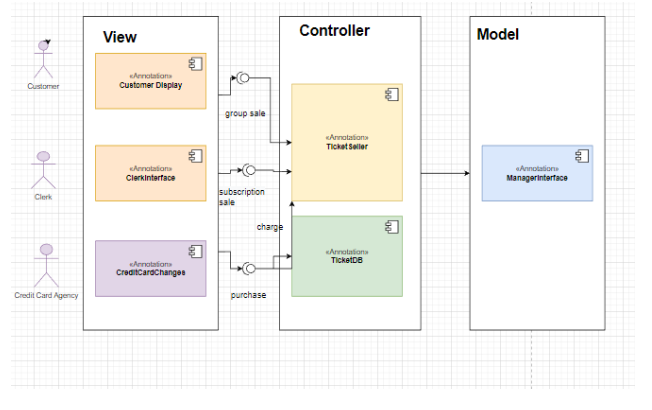 View
Controller
Model
«Annotation»
Customer Display
Customer
group sale
«Annotation»
TicketSeller
«Annotation»
ClerkInterface
Clerk
subscription
sale
«Annotation»
ManagerInterface
charge
«Annotation»
CreditCardChanges
Credit Card Agency
purchase
«Annotation»
TicketDB